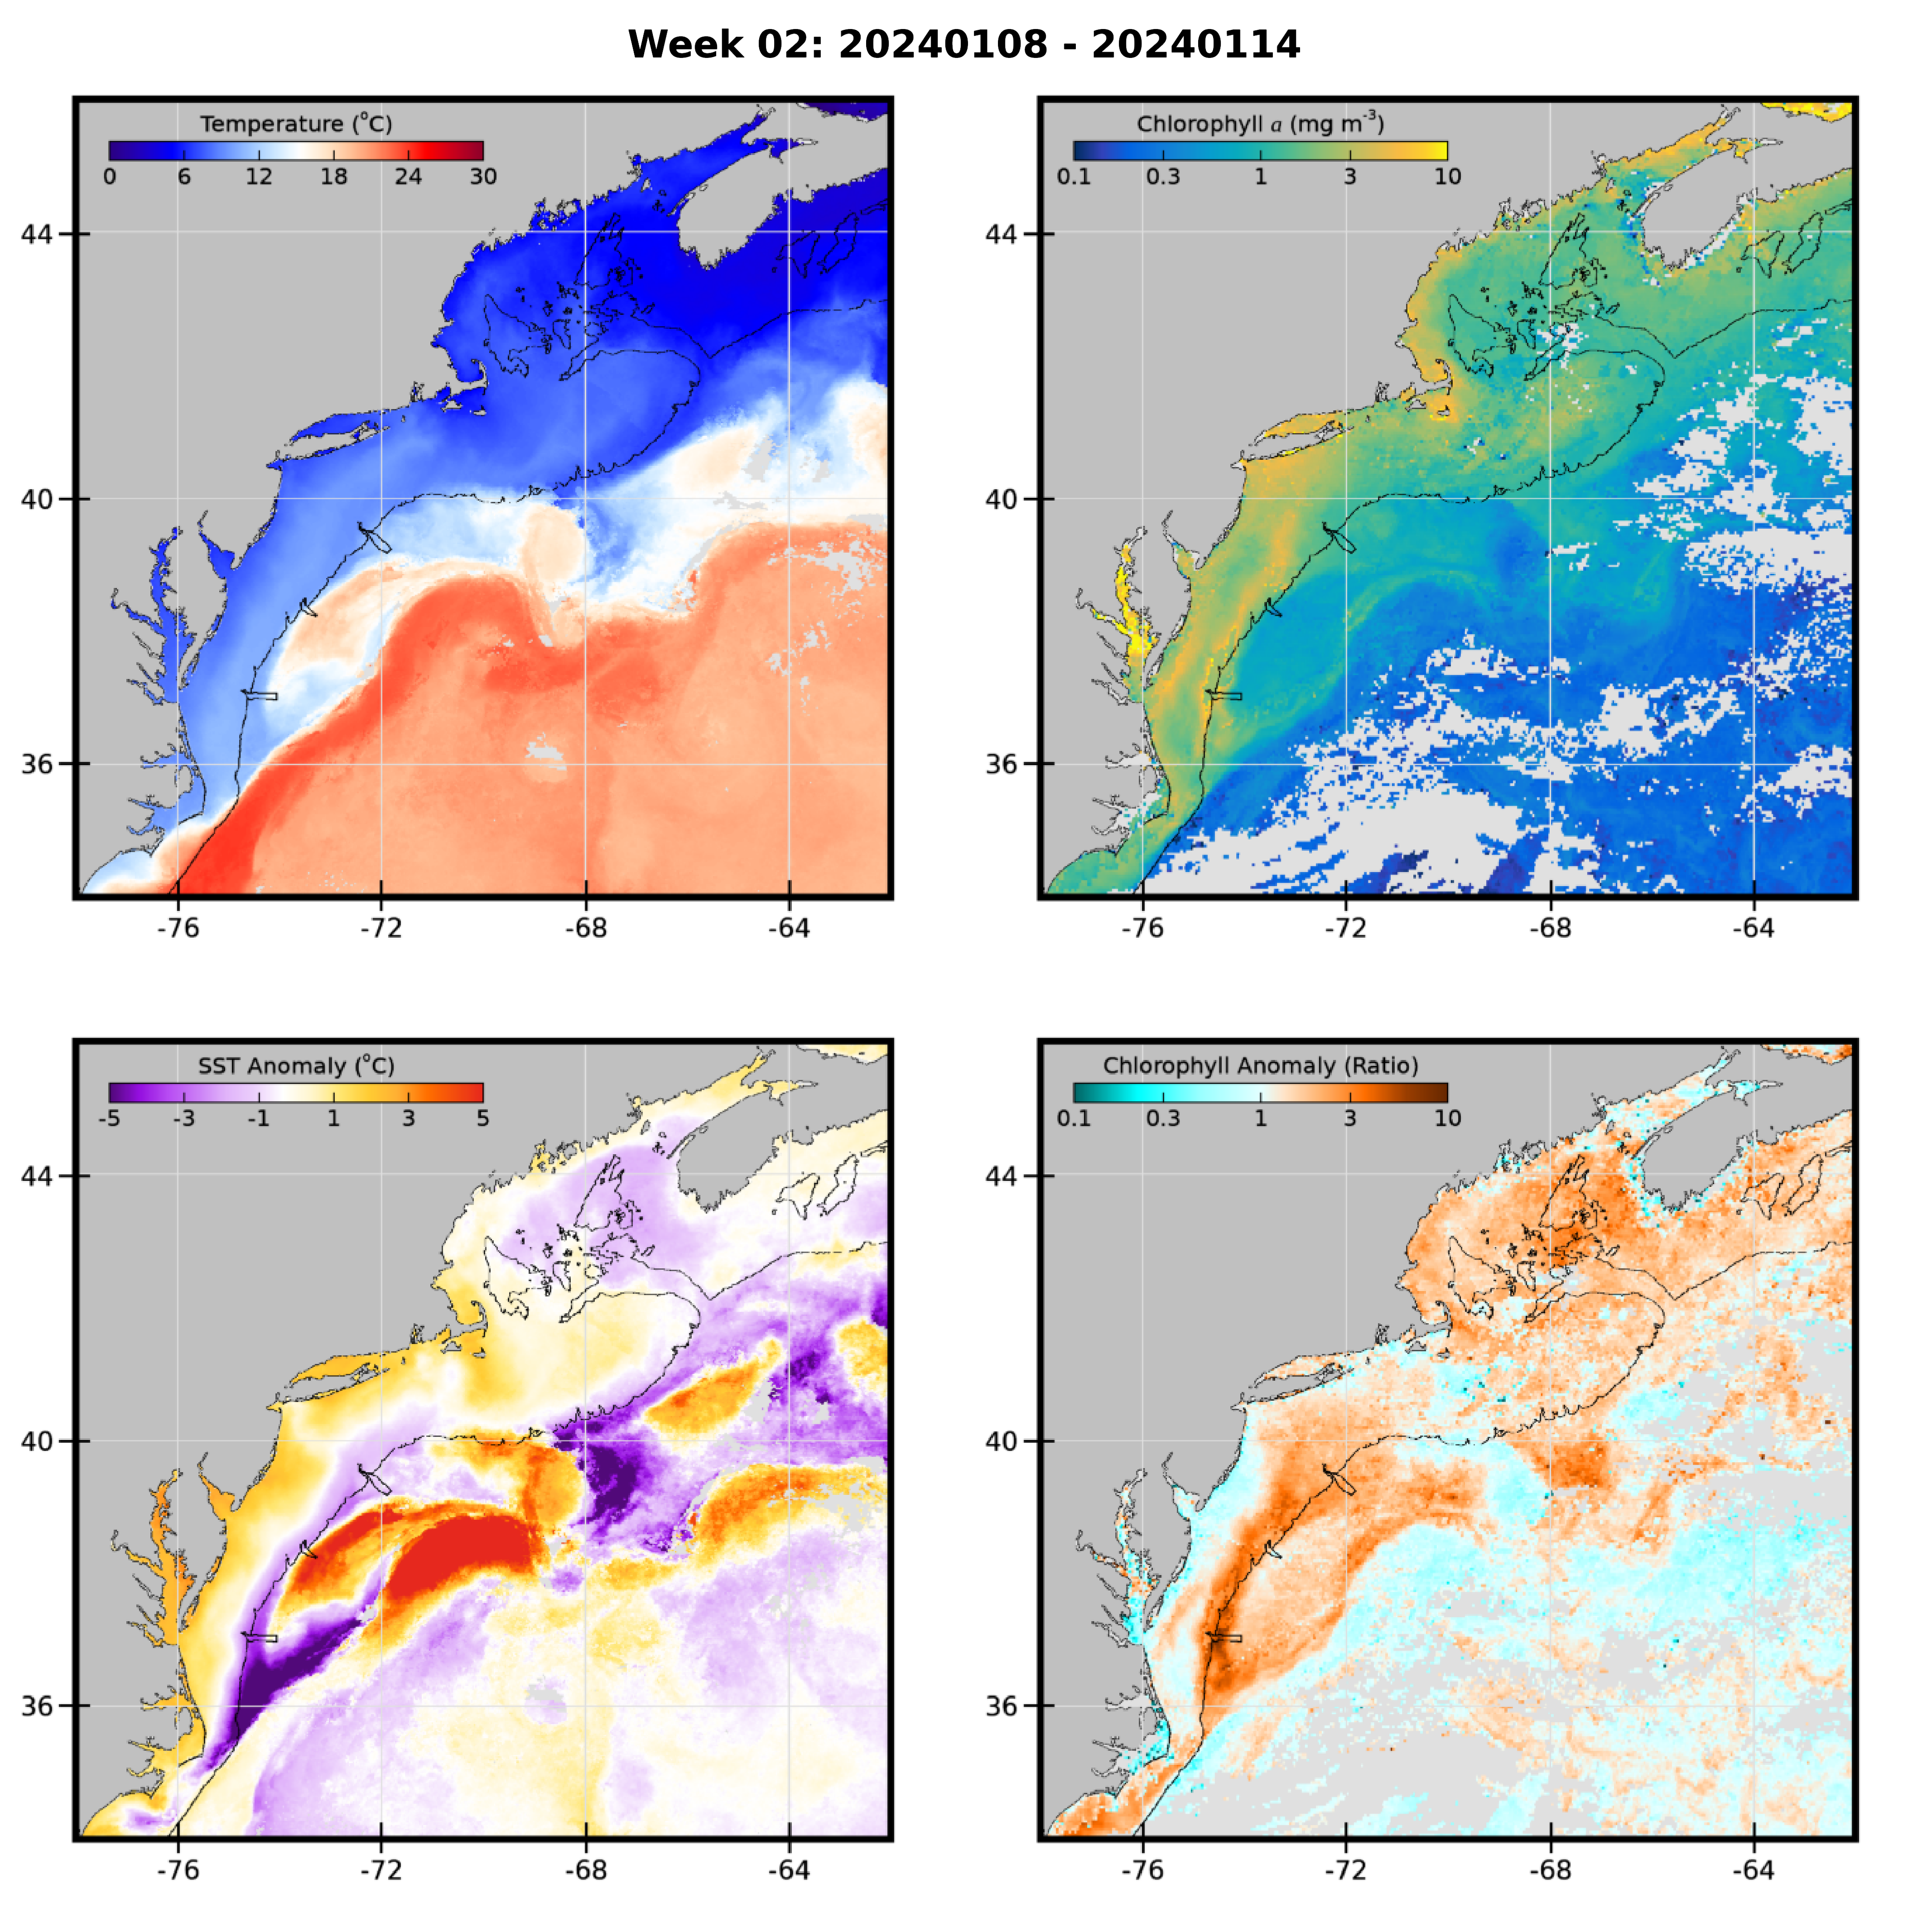 Week 02: 20240108 - 20240114
Temperature (°C)
0 6 12 18 24 30
44
40
36
-76 -72 -68 -64
Chlorophyll a (mg m-3)
0.1 0.3 1 3 10
44
40
36
-76 -72 -68 -64
SST Anomaly (°C)
-5 -3 -1 1 3 5
44
40
36
-76 -72 -68 -64
Chlorophyll Anomaly (Ratio)
0.1 0.3 1 3 10
44
40
36
-76 -72 -68 -64